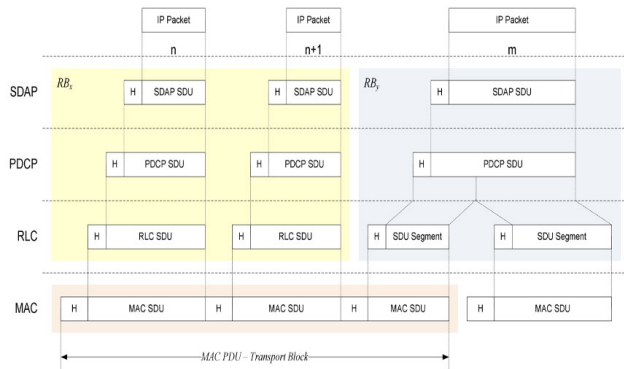 IP Packet IP Packet IP Packet
n n+1 m
RBx RBy
SDAP H SDAP SDU H SDAP SDU H SDAP SDU
PDCP H PDCP SDU H PDCP SDU H PDCP SDU
RLC H RLC SDU H RLC SDU H SDU Segment H SDU Segment
MAC H MAC SDU H MAC SDU H MAC SDU H MAC SDU
MAC PDU – Transport Block